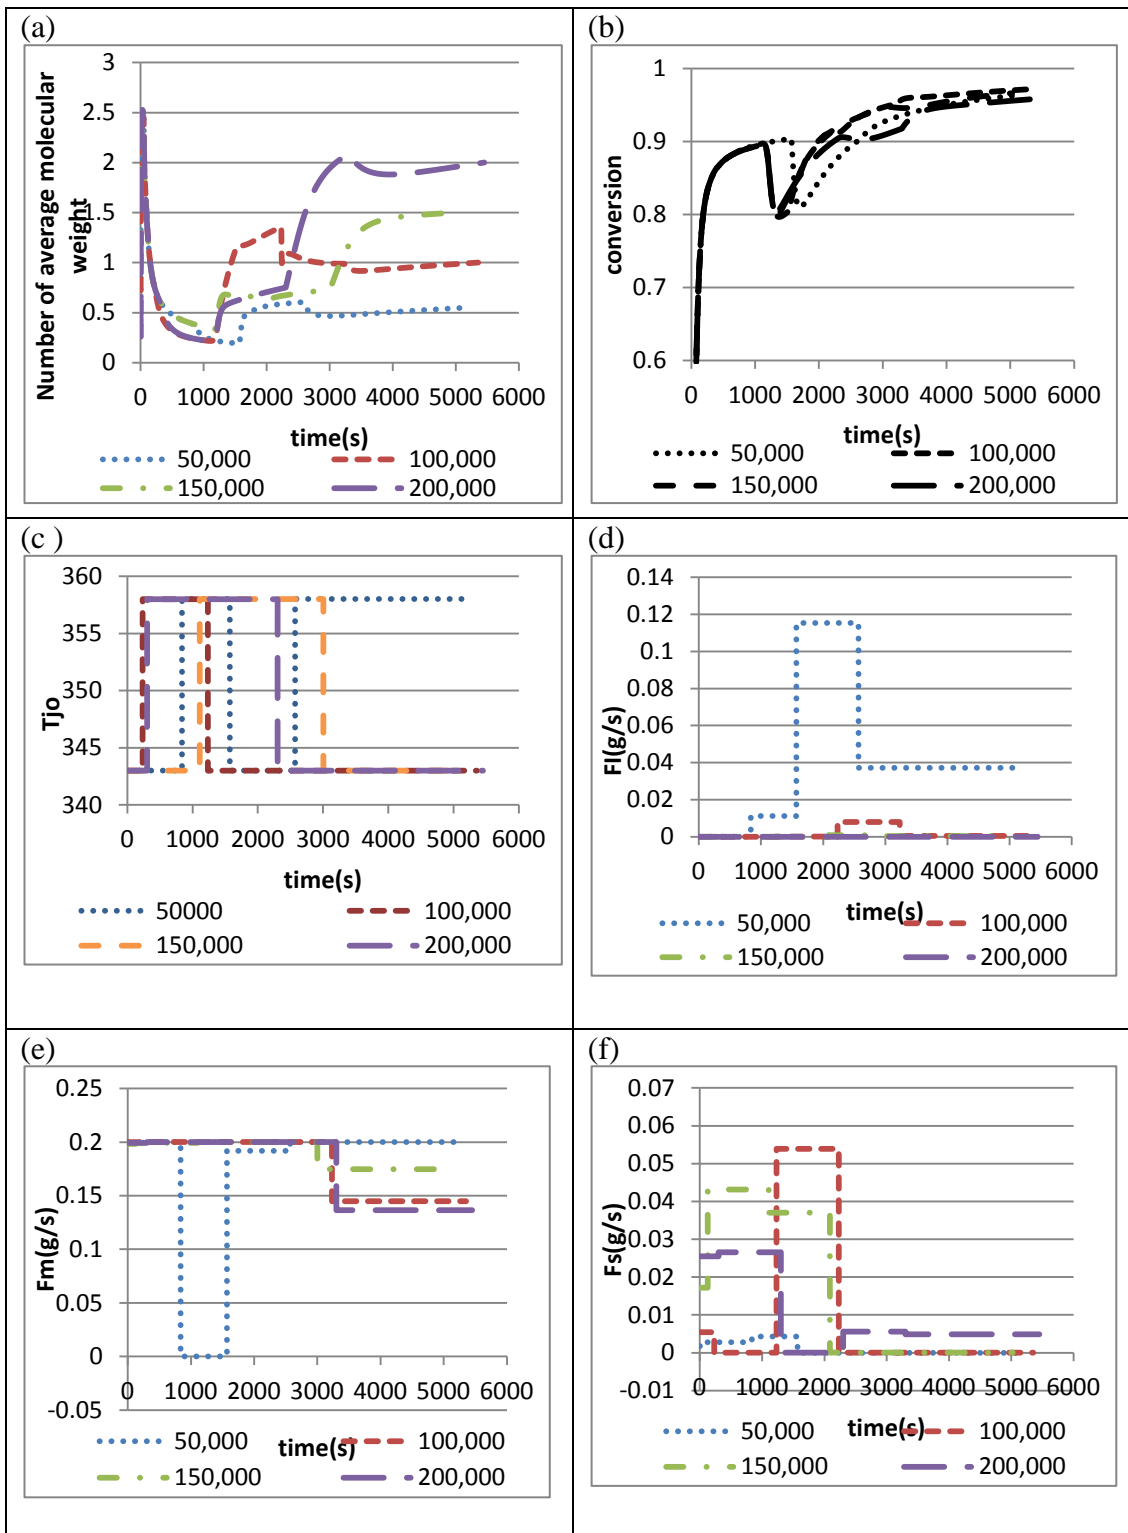 (a)
Number of average molecular
weight
3
2.5
2
1.5
1
0.5
0
0 1000 2000 3000 4000 5000 6000
time(s)
50,000 100,000
150,000 200,000
(b)
conversion
1
0.9
0.8
0.7
0.6
0 1000 2000 3000 4000 5000 6000
time(s)
50,000 100,000
150,000 200,000
(c )
Tjo
360
355
350
345
340
0 1000 2000 3000 4000 5000 6000
time(s)
50000 100,000
150,000 200,000
(d)
FI(g/s)
0.14
0.12
0.1
0.08
0.06
0.04
0.02
0
0 1000 2000 3000 4000 5000 6000
time(s)
50,000 100,000
150,000 200,000
(e)
Fm(g/s)
0.25
0.2
0.15
0.1
0.05
0
-0.05
0 1000 2000 3000 4000 5000 6000
time(s)
50,000 100,000
150,000 200,000
(f)
Fs(g/s)
0.07
0.06
0.05
0.04
0.03
0.02
0.01
0
-0.01
0 1000 2000 3000 4000 5000 6000
time(s)
50,000 100,000
150,000 200,000